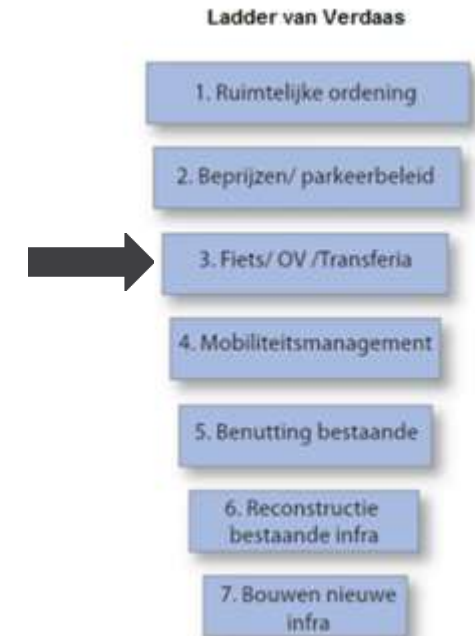 Ladder van Verdaas
1. Ruimtelijke ordening
2. Beprijzen/ parkeerbeleid
3. Fiets/ OV /Transferia
4. Mobiliteitsmanagement
5. Benutting bestaande
6. Reconstructie
bestaande infra
7. Bouwen nieuwe
infra